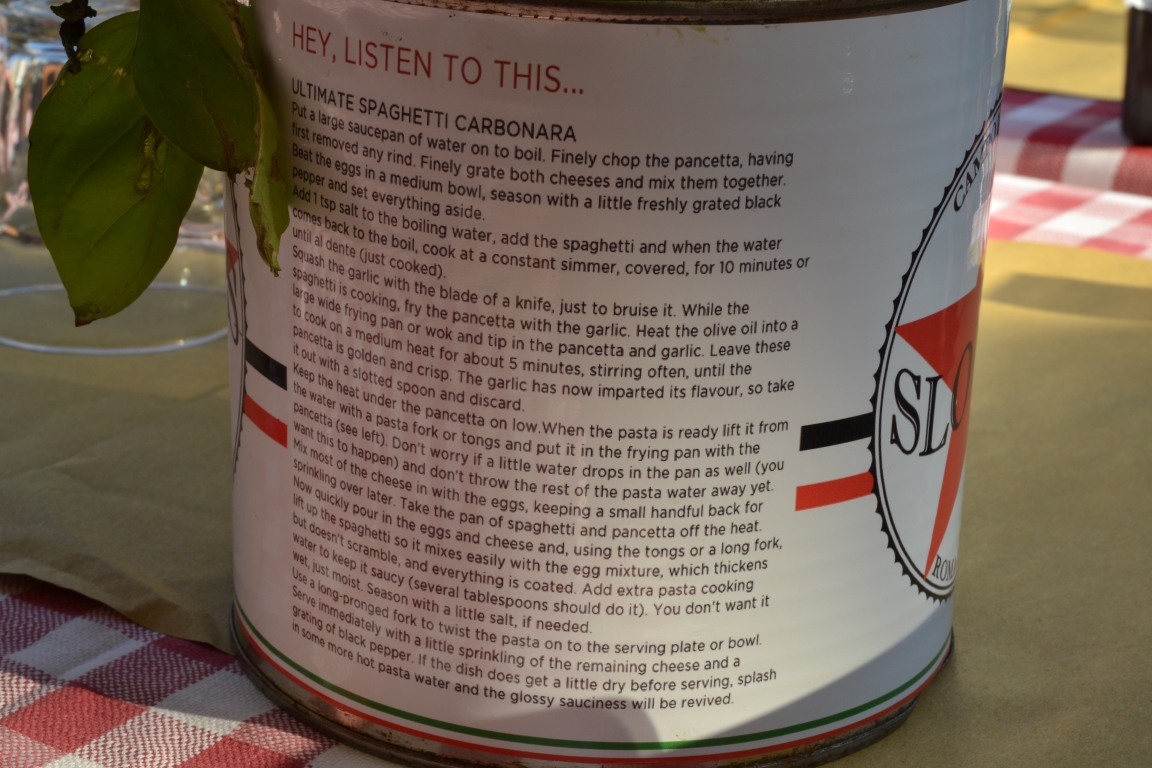 HEY, LISTEN TO THIS...
ULTIMATE SPAGHETTI CARBONARA
Put a large saucepan of water on to boil. Finely chop the pancetta, having
first removed any rind. Finely grate both cheeses and mix them together.
Beat the eggs in a medium bowl, season with a little freshly grated black
pepper and set everything aside.
Add 1 tsp salt to the boiling water, add the spaghetti and when the water
comes back to the boil, cook at a constant simmer, covered, for 10 minutes or
until al dente (just cooked).
Squash the garlic with the blade of a knife, just to bruise it. While the
spaghetti is cooking, fry the pancetta with the garlic. Heat the olive oil into a
large wide frying pan or wok and tip in the pancetta and garlic. Leave these
to cook on a medium heat for about 5 minutes, stirring often, until the
pancetta is golden and crisp. The garlic has now imparted its flavour, so take
it out with a slotted spoon and discard.
Keep the heat under the pancetta on low.When the pasta is ready lift it from
the water with a pasta fork or tongs and put it in the frying pan with the
pancetta (see left). Don't worry if a little water drops in the pan as well (you
want this to happen) and don't throw the rest of the pasta water away yet.
Mix most of the cheese in with the eggs, keeping a small handful back for
sprinkling over later. Take the pan of spaghetti and pancetta off the heat.
Now quickly pour in the eggs and cheese and, using the tongs or a long fork,
lift up the spaghetti so it mixes easily with the egg mixture, which thickens
but doesn't scramble, and everything is coated. Add extra pasta cooking
water to keep it saucy (several tablespoons should do it). You don't want it
wet, just moist. Season with a little salt, if needed.
Use a long-pronged fork to twist the pasta on to the serving plate or bowl.
Serve immediately with a little sprinkling of the remaining cheese and a
grating of black pepper. If the dish does get a little dry before serving, splash
in some more hot pasta water and the glossy sauciness will be revived.
SLO